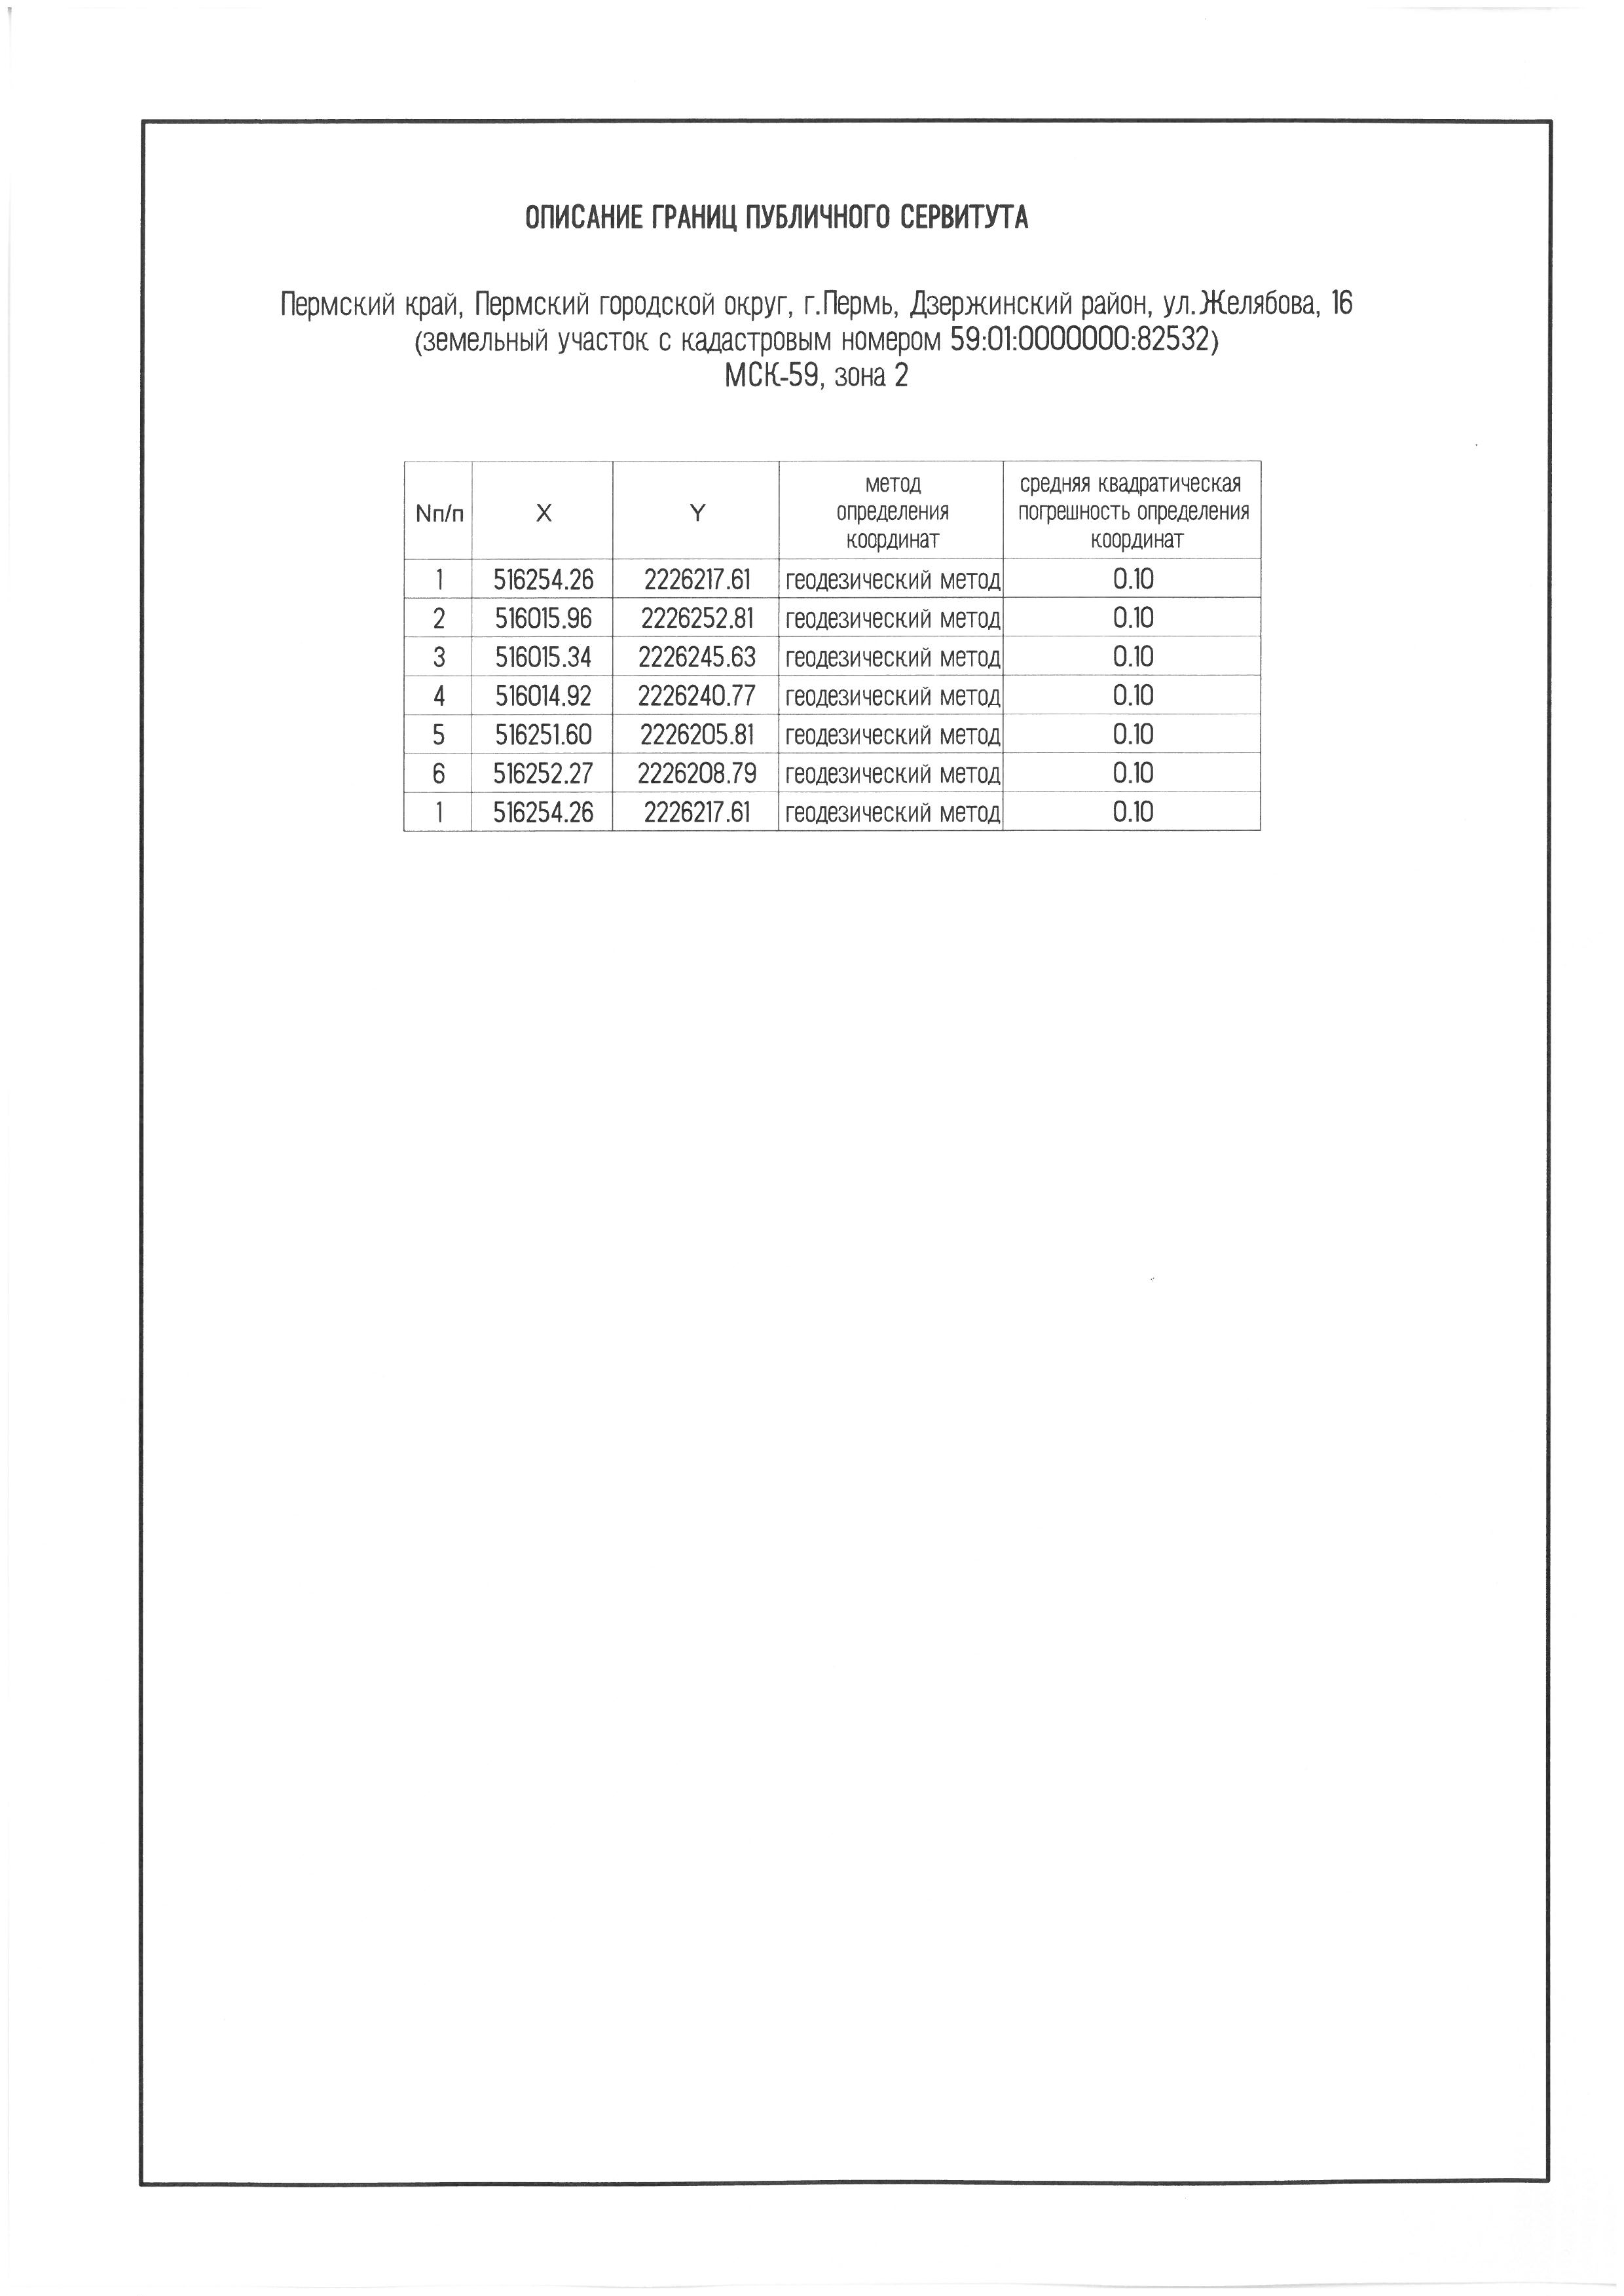 ОПИСАНИЕ ГРАНИЦ ПУБЛИЧНОГО СЕРВИТУТА
Пермский край, Пермский городской округ, г.Пермь, Дзержинский район, ул.Желябова, 16
(земельный участок с кадастровым номером 59:01:0000000:82532)
МСК-59, зона 2
Nп/п X Y метод определения координат средняя квадратическая погрешность определения координат
1 516254.26 2226217.61 геодезический метод 0.10
2 516015.96 2226252.81 геодезический метод 0.10
3 516015.34 2226245.63 геодезический метод 0.10
4 516014.92 2226240.77 геодезический метод 0.10
5 516251.60 2226205.81 геодезический метод 0.10
6 516252.27 2226208.79 геодезический метод 0.10
1 516254.26 2226217.61 геодезический метод 0.10